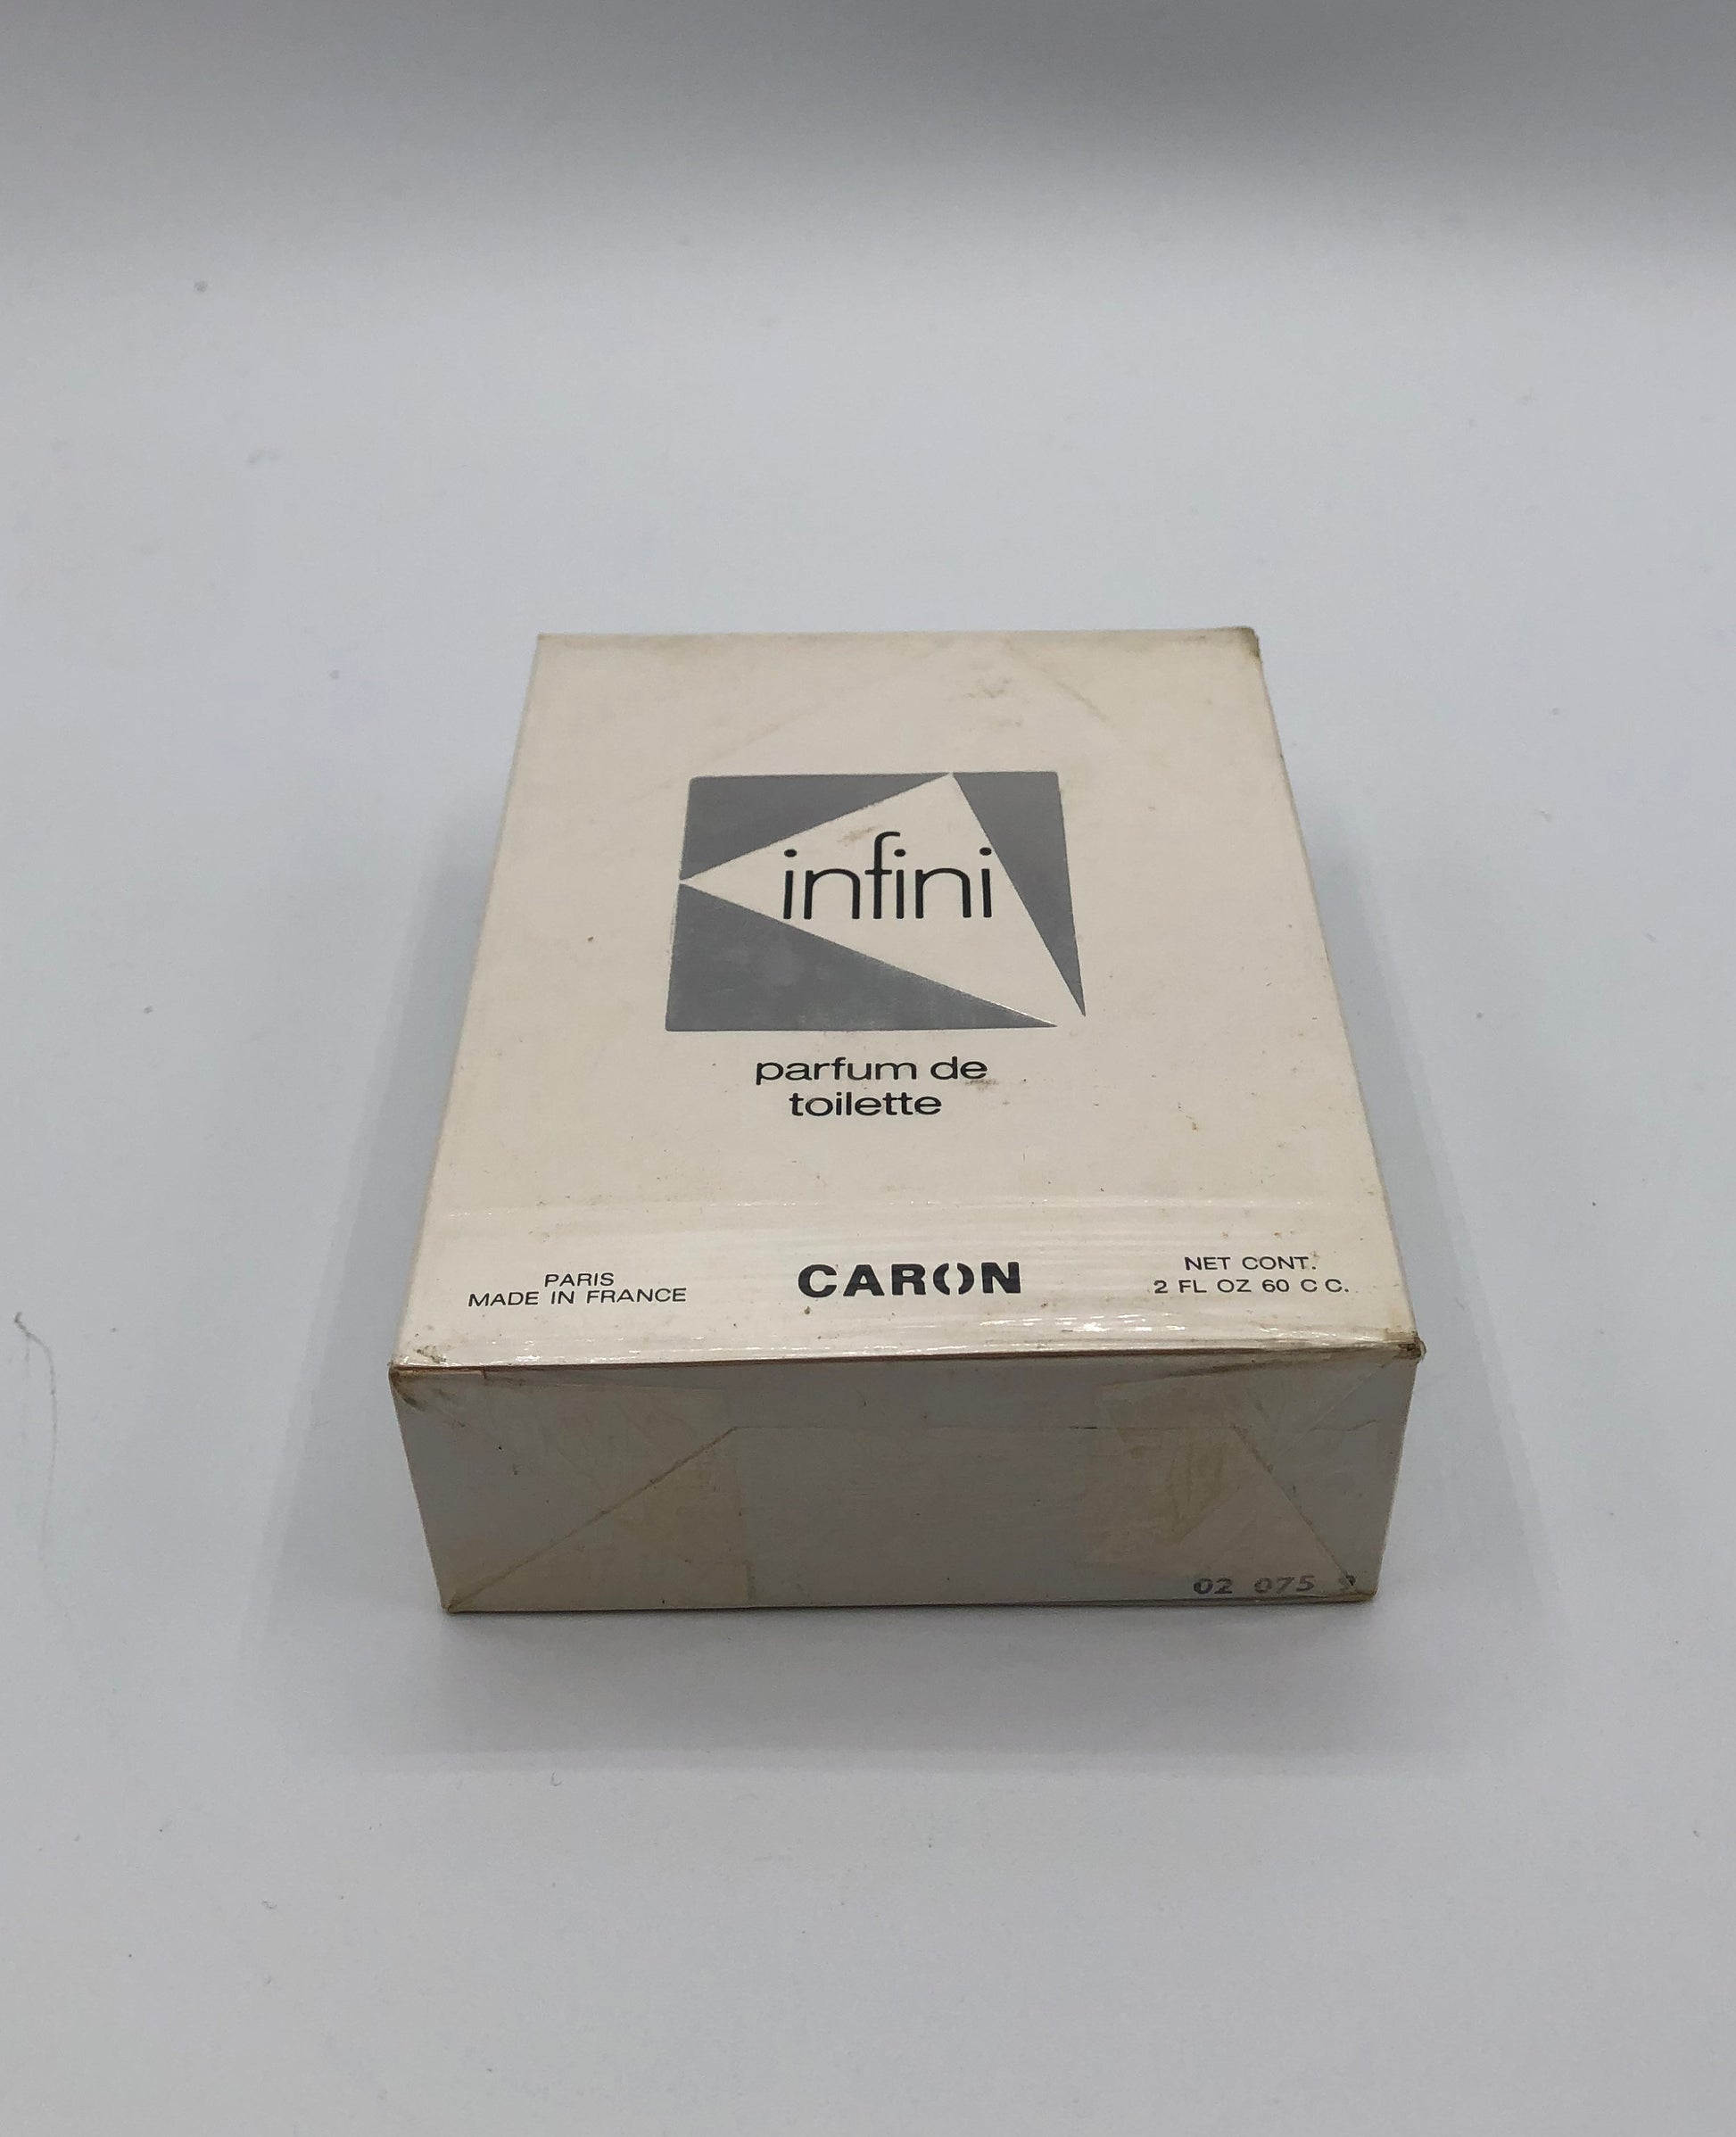 infini
parfum de
toilette
PARIS
MADE IN FRANCE
CARON
NET CONT.
2 FL OZ 60 C C.
02 075